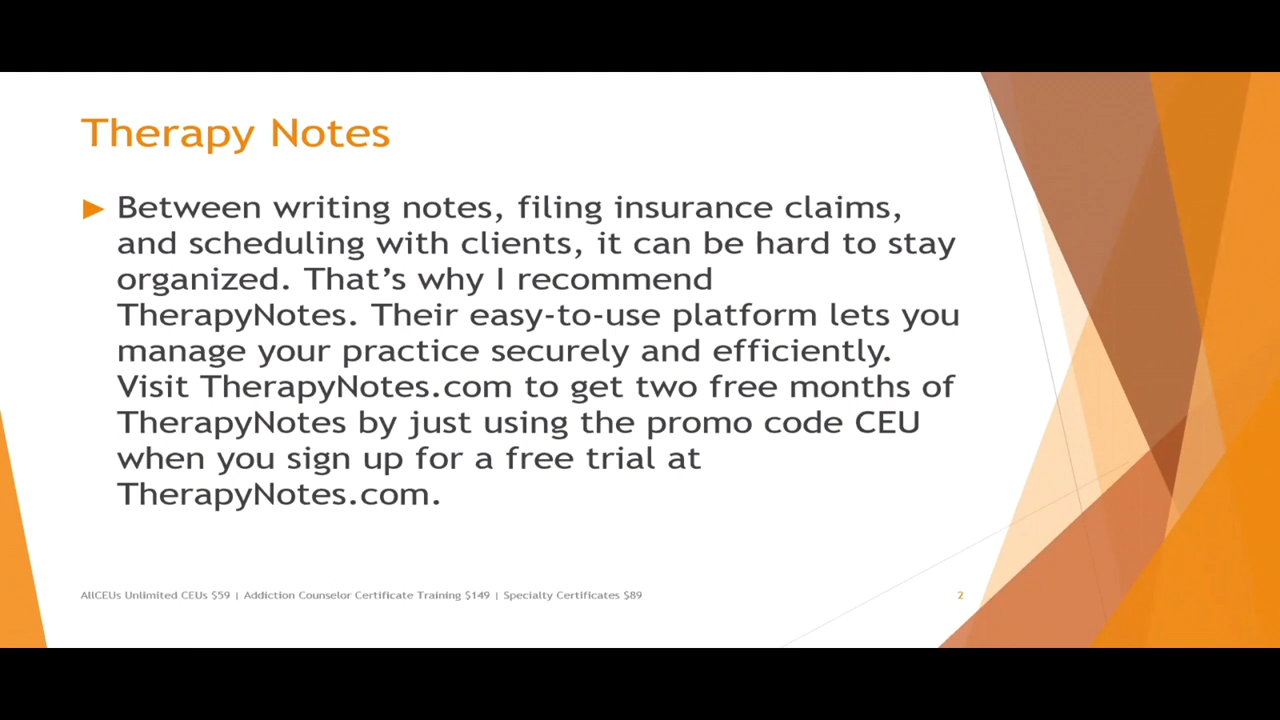 Therapy Notes
Between writing notes, filing insurance claims,
and scheduling with clients, it can be hard to stay
organized. That’s why I recommend
TherapyNotes. Their easy-to-use platform lets you
manage your practice securely and efficiently.
Visit TherapyNotes.com to get two free months of
TherapyNotes by just using the promo code CEU
when you sign up for a free trial at
TherapyNotes.com.
AllCEUs Unlimited CEUs $59 | Addiction Counselor Certificate Training $149 | Specialty Certificates $89
2